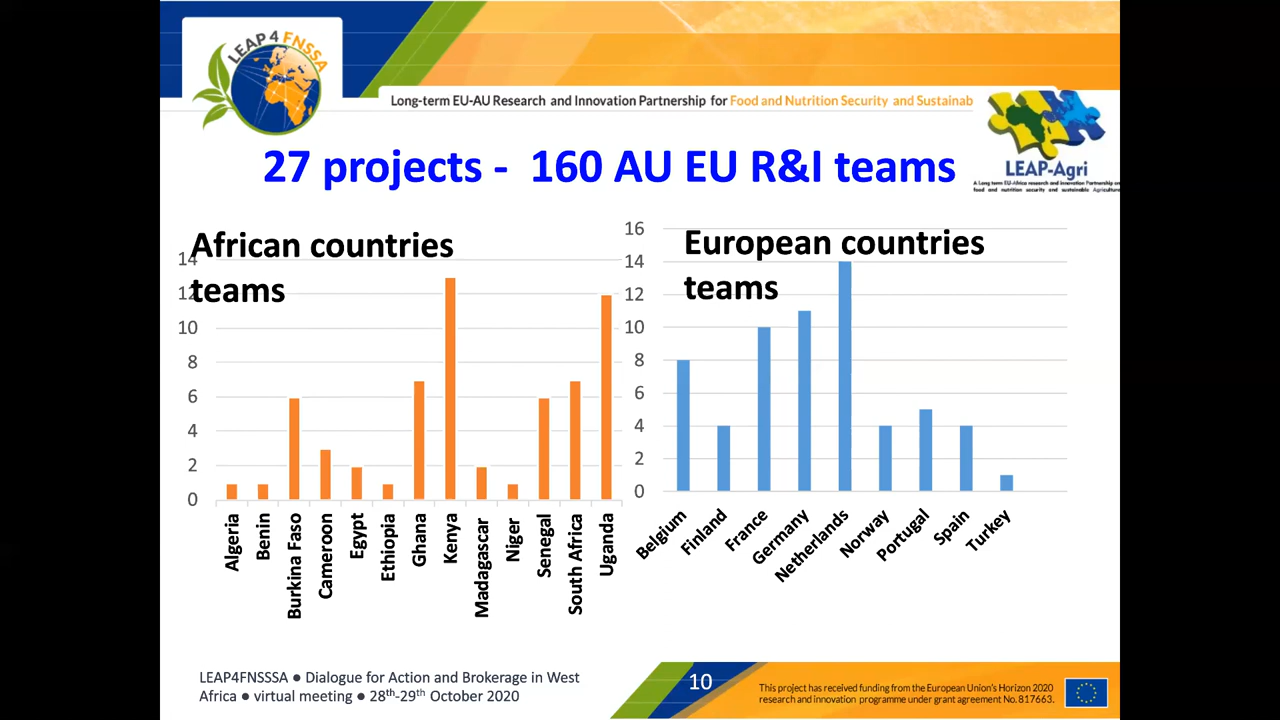 LEAP 4 FNSSA
Long-term EU-AU Research and Innovation Partnership for Food and Nutrition Security and Sustainab
LEAP-Agri
A Long term EU-Africa research and innovation Partnership on
food and nutrition security and sustainable Agriculture
27 projects - 160 AU EU R&I teams
African countries
teams
14
12
10
8
6
4
2
0
Algeria
Benin
Burkina Faso
Cameroon
Egypt
Ethiopia
Ghana
Kenya
Madagascar
Niger
Senegal
South Africa
Uganda
European countries
teams
16
14
12
10
8
6
4
2
0
Belgium
Finland
France
Germany
Netherlands
Norway
Portugal
Spain
Turkey
LEAP4FNSSSA ● Dialogue for Action and Brokerage in West
Africa ● virtual meeting ● 28th-29th October 2020
10
This project has received funding from the European Union's Horizon 2020
research and innovation programme under grant agreement No. 817663.